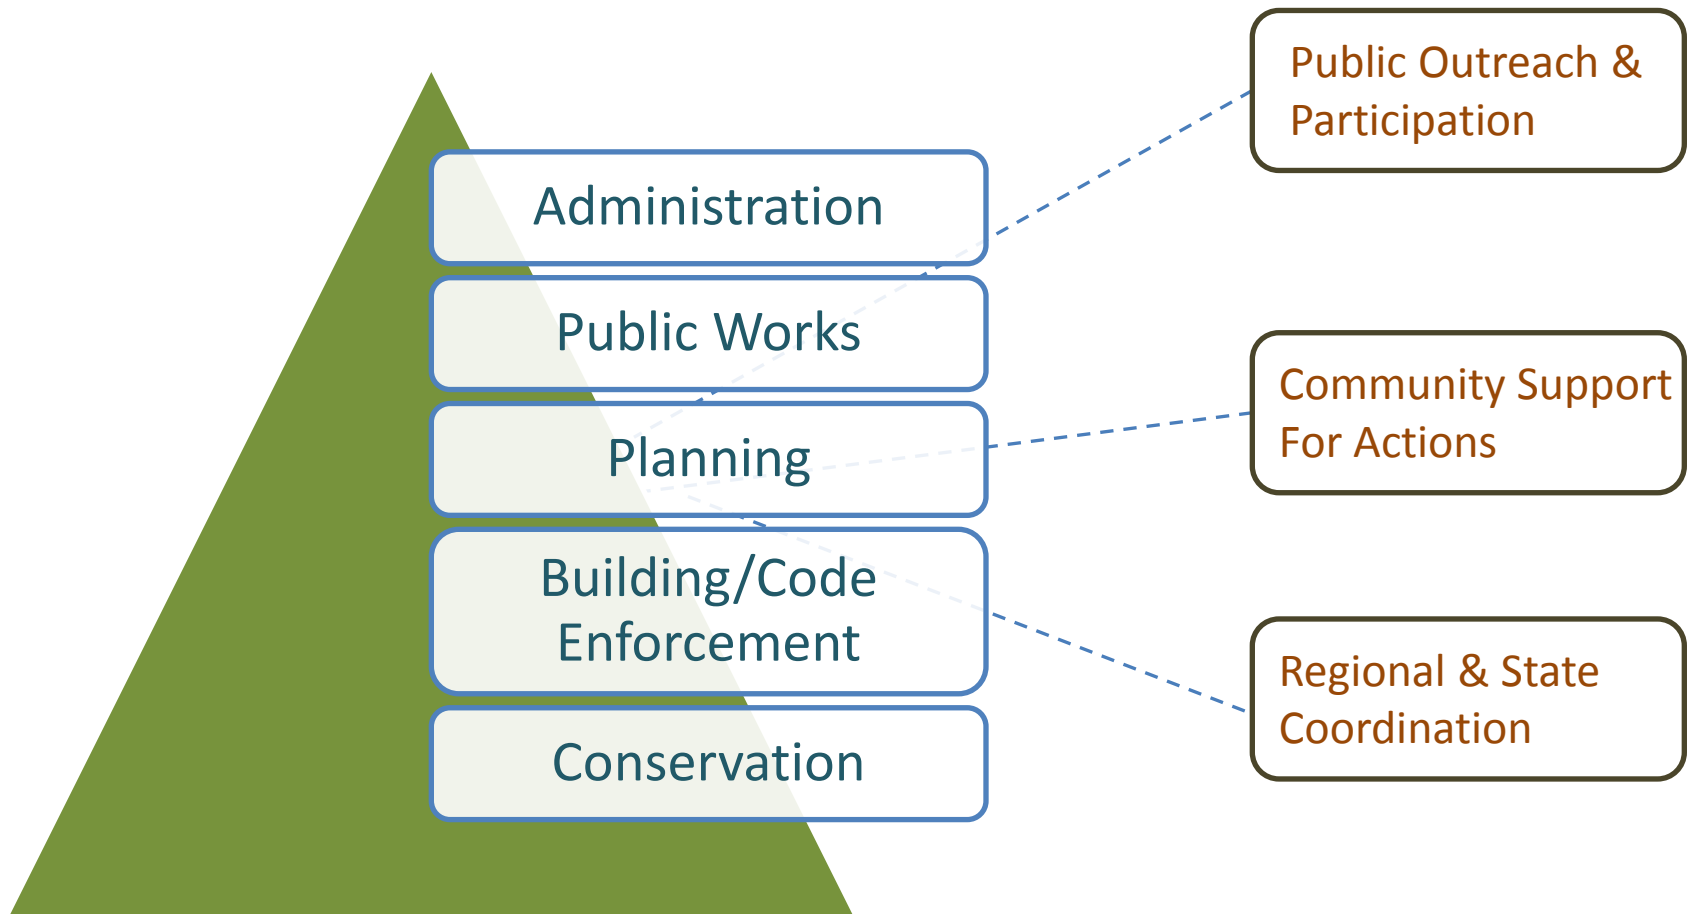 Administration
Public Works
Planning
Building/Code
Enforcement
Conservation
Public Outreach &
Participation
Community Support
For Actions
Regional & State
Coordination